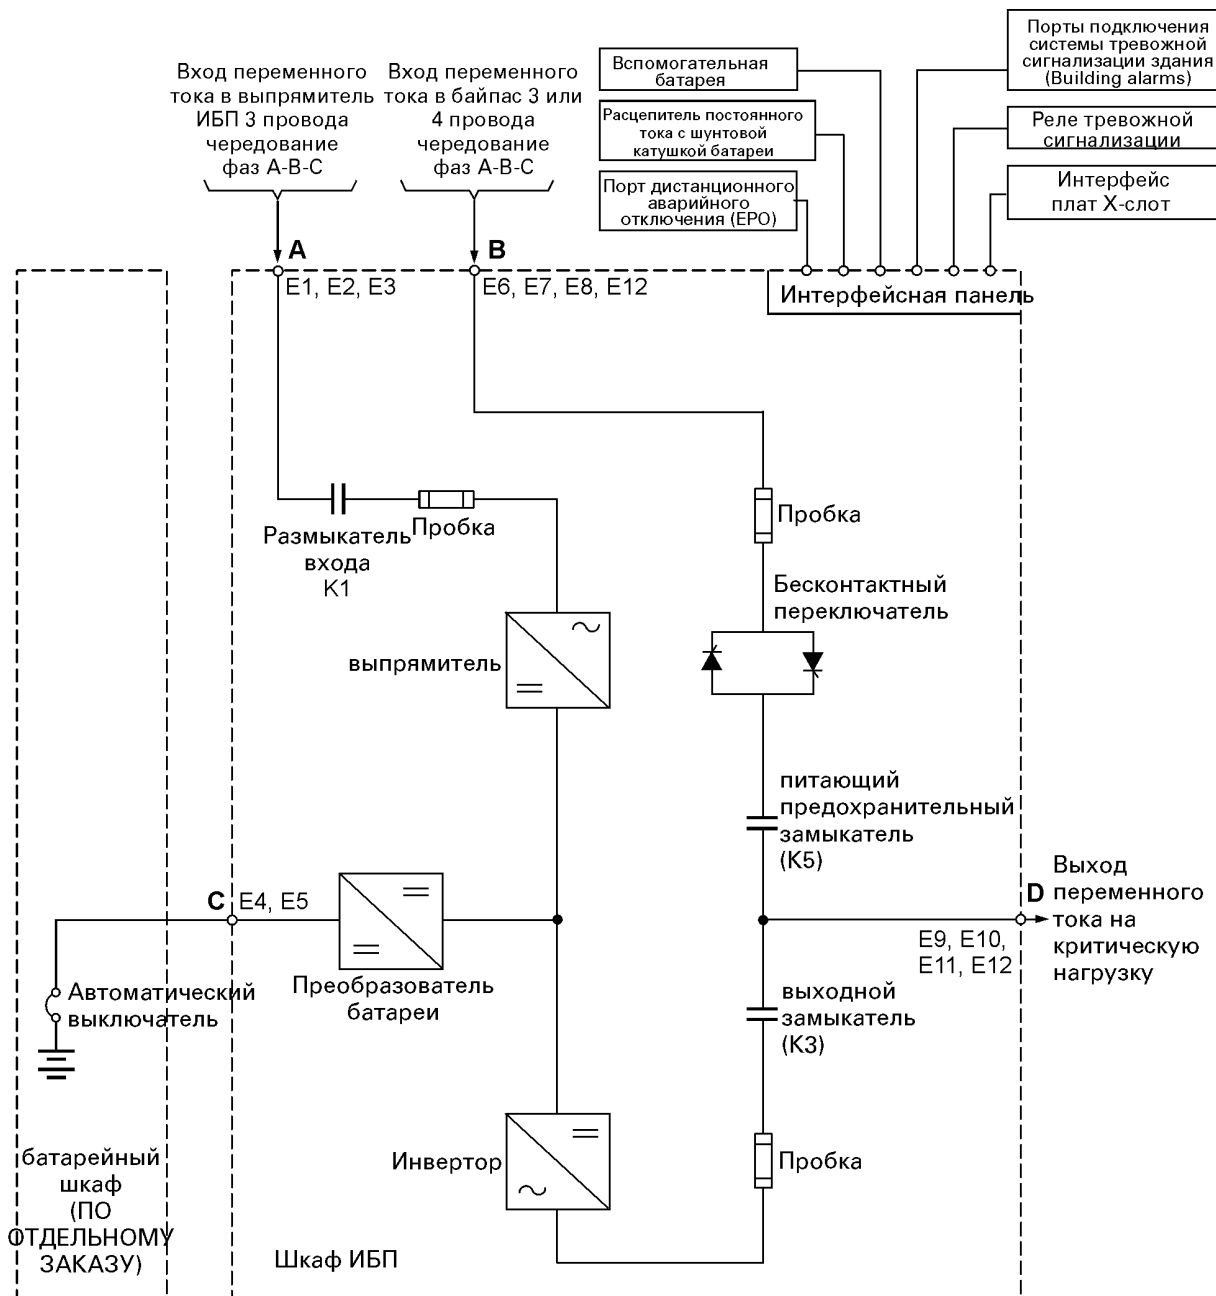 Вход переменного
тока в выпрямитель
ИБП 3 провода
чередование
фаз A-B-C
Вход переменного
тока в байпас 3 или
4 провода
чередование
фаз A-B-C
Вспомогательная
батарея
Расцепитель постоянного
тока с шунтовой
катушкой батареи
Порт дистанционного
аварийного
отключения (EPO)
Порты подключения
системы тревожной
сигнализации здания
(Building alarms)
Реле тревожной
сигнализации
Интерфейс
плат X-слот
A
B
E1, E2, E3
E6, E7, E8, E12
Интерфейсная панель
Размыкатель
входа
K1
Пробка
Пробка
Бесконтактный
переключатель
выпрямитель
питающий
предохранительный
замыкатель
(K5)
C
E4, E5
D
Выход
переменного
тока на
критическую
нагрузку
E9, E10,
E11, E12
Автоматический
выключатель
Преобразователь
батареи
выходной
замыкатель
(K3)
батарейный
шкаф
(ПО
ОТДЕЛЬНОМУ
ЗАКАЗУ)
Инвертор
Пробка
Шкаф ИБП